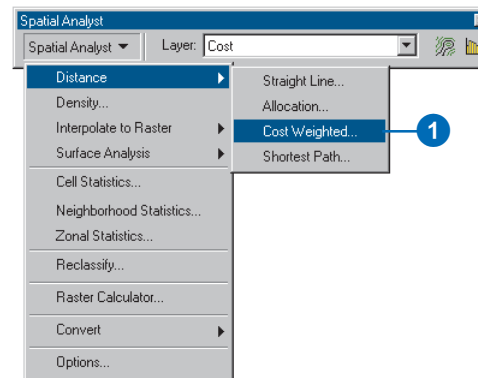 Spatial Analyst
Spatial Analyst Layer: Cost
Distance
Density...
Interpolate to Raster
Surface Analysis
Cell Statistics...
Neighborhood Statistics...
Zonal Statistics...
Reclassify...
Raster Calculator...
Convert
Options...
Straight Line...
Allocation...
Cost Weighted...
Shortest Path...
1